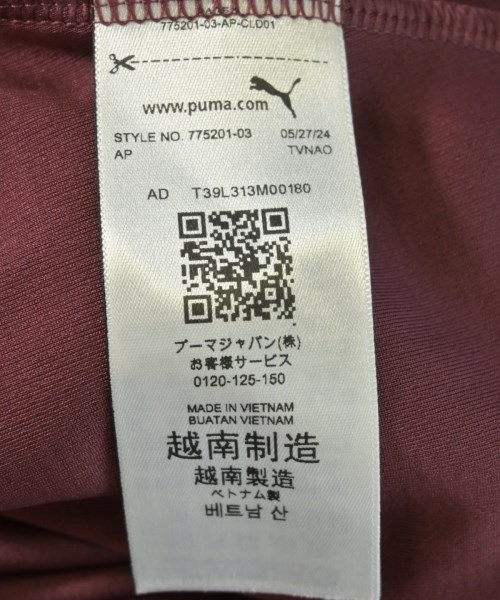 775201-03-AP-CLD01
www.puma.com
STYLE NO. 775201-03 05/27/24
AP TVNAO
AD T39L313M00180
プーマジャパン(株)
お客様サービス
0120-125-150
MADE IN VIETNAM
BUATAN VIETNAM
越南制造
越南製造
ベトナム製
베트남 산